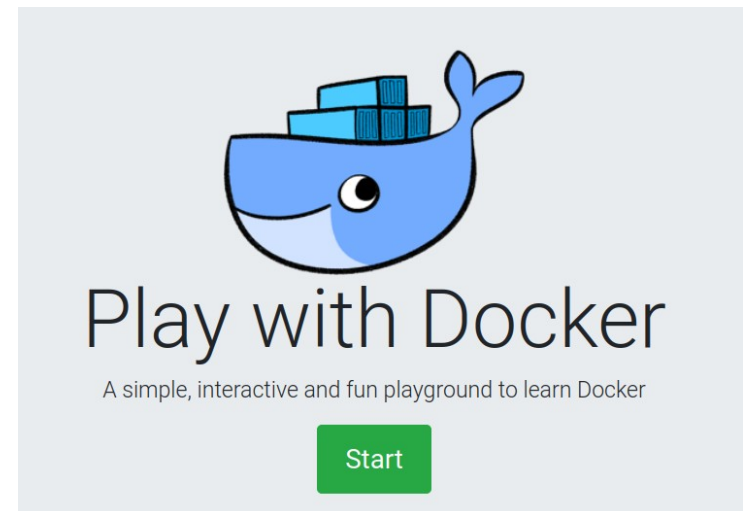 Play with Docker
A simple, interactive and fun playground to learn Docker
Start